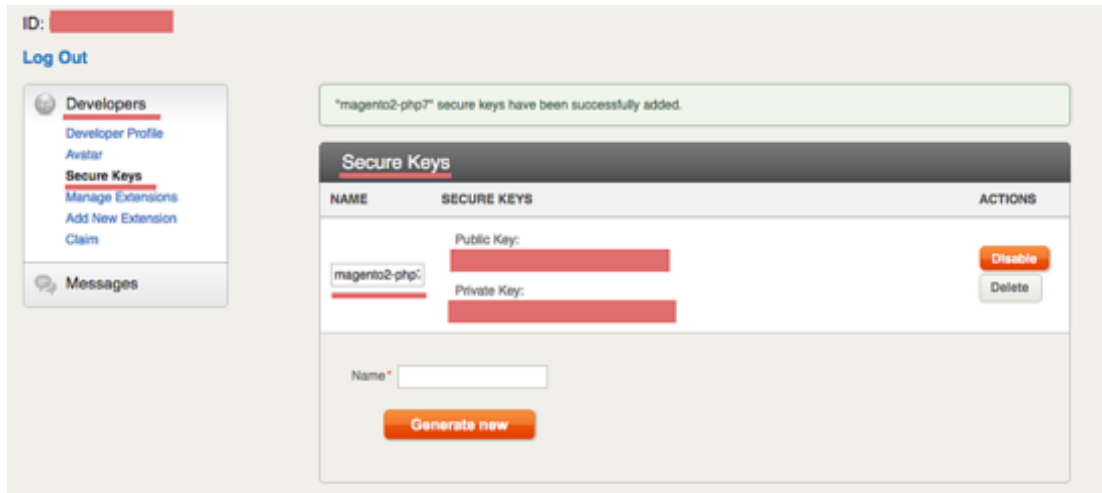 ID:
Log Out
Developers
Developer Profile
Avatar
Secure Keys
Manage Extensions
Add New Extension
Claim
Messages
"magento2-php7" secure keys have been successfully added.
Secure Keys
NAME SECURE KEYS ACTIONS
Public Key:
magento2-php
Private Key:
Disable
Delete
Name*
Generate new